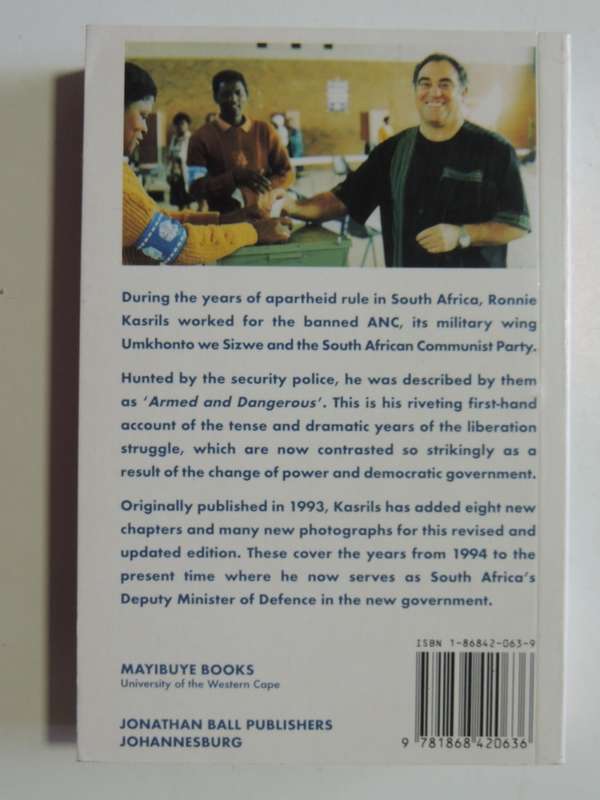 During the years of apartheid rule in South Africa, Ronnie
Kasrils worked for the banned ANC, its military wing
Umkhonto we Sizwe and the South African Communist Party.
Hunted by the security police, he was described by them
as ‘Armed and Dangerous’. This is his riveting first-hand
account of the tense and dramatic years of the liberation
struggle, which are now contrasted so strikingly as a
result of the change of power and democratic government.
Originally published in 1993, Kasrils has added eight new
chapters and many new photographs for this revised and
updated edition. These cover the years from 1994 to the
present time where he now serves as South Africa’s
Deputy Minister of Defence in the new government.
ISBN 1-86842-063-9
MAYIBUYE BOOKS
University of the Western Cape
JONATHAN BALL PUBLISHERS
JOHANNESBURG
9 781868 420636